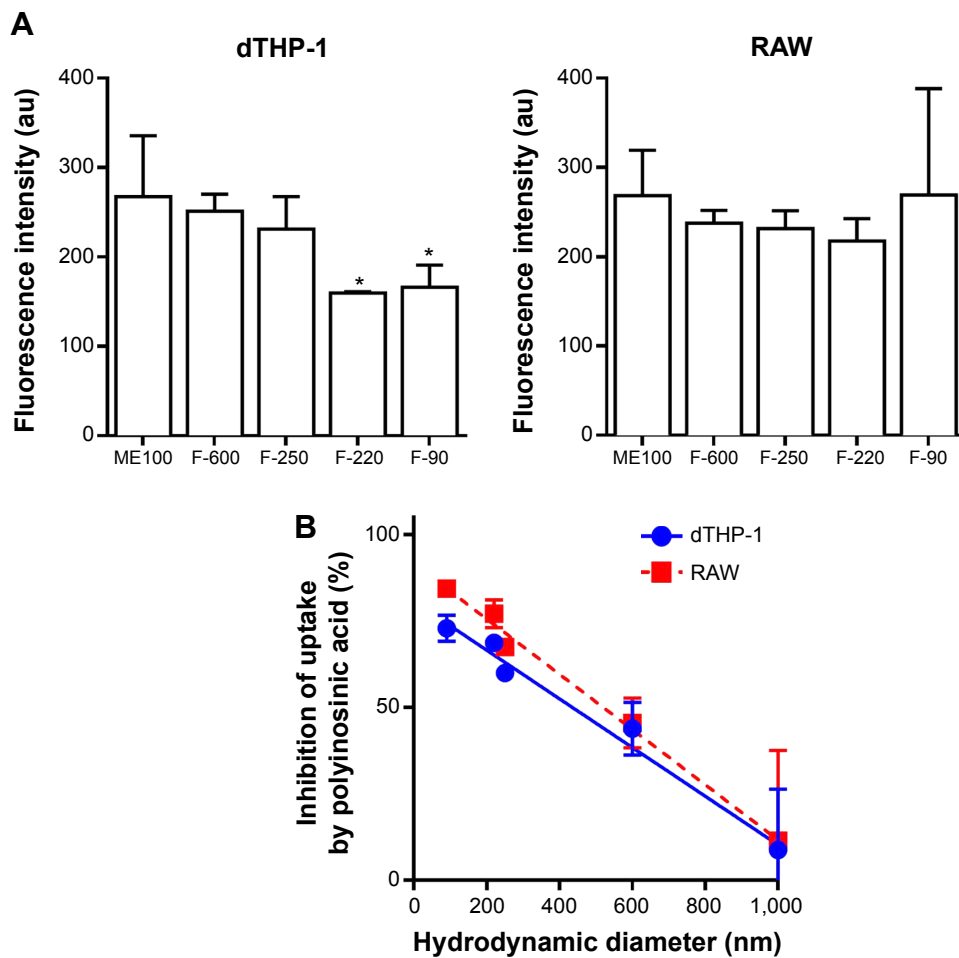 A
dTHP-1
Fluorescence intensity (au)
400
300
200
100
0
*
*
ME100 F-600 F-250 F-220 F-90
RAW
Fluorescence intensity (au)
400
300
200
100
0
ME100 F-600 F-250 F-220 F-90
B
Inhibition of uptake
by polyinosinic acid (%)
100
50
0
dTHP-1
RAW
0 200 400 600 800 1,000
Hydrodynamic diameter (nm)